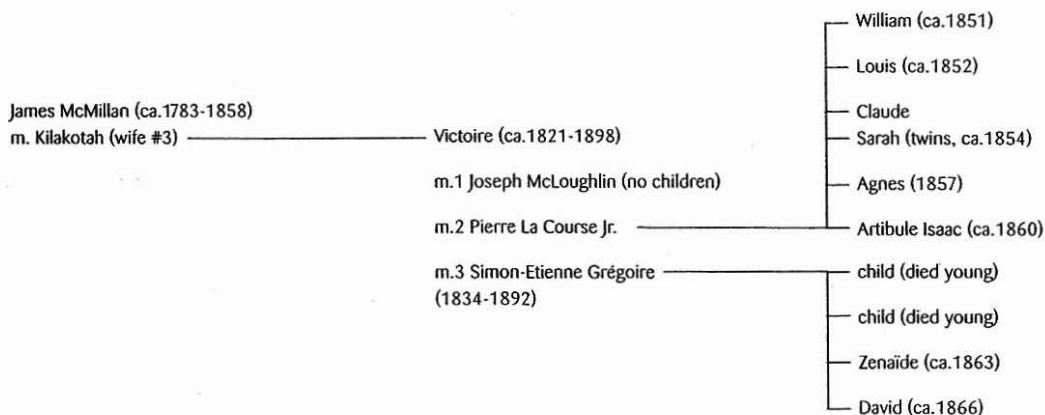 James McMillan (ca.1783-1858)
m. Kilakotah (wife #3)
Victoire (ca.1821-1898)
m.1 Joseph McLoughlin (no children)
m.2 Pierre La Course Jr.
m.3 Simon-Etienne Grégoire
(1834-1892)
William (ca.1851)
Louis (ca.1852)
Claude
Sarah (twins, ca.1854)
Agnes (1857)
Artibule Isaac (ca.1860)
child (died young)
child (died young)
Zenaïde (ca.1863)
David (ca.1866)